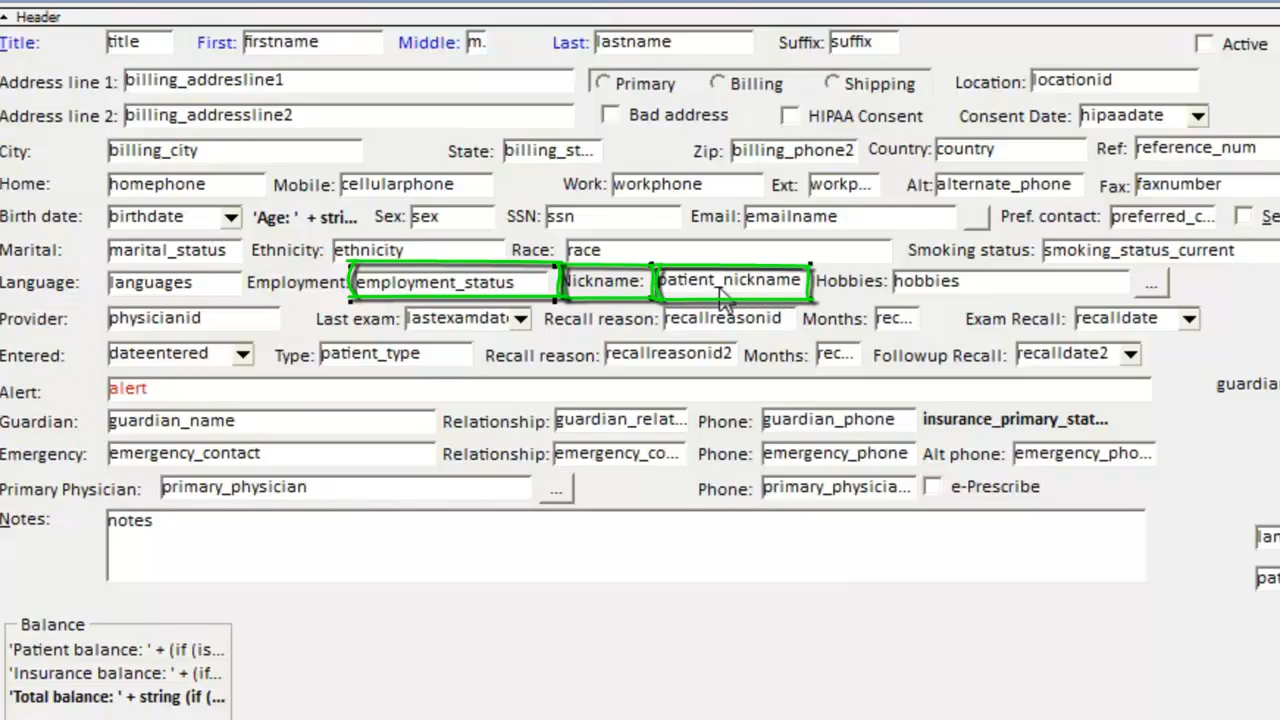 Header
Title: title First: firstname Middle: m. Last: lastname Suffix: suffix Active
Address line 1: billing_addresline1 Primary Billing Shipping Location: locationid
Address line 2: billing_addressline2 Bad address HIPAA Consent Consent Date: hipaadate
City: billing_city State: billing_st... Zip: billing_phone2 Country: country Ref: reference_num
Home: homephone Mobile: cellularphone Work: workphone Ext: workp... Alt: alternate_phone Fax: faxnumber
Birth date: birthdate 'Age: ' + stri... Sex: sex SSN: ssn Email: emailname Pref. contact: preferred_c... Se
Marital: marital_status Ethnicity: ethnicity Race: race Smoking status: smoking_status_current
Language: languages Employment: employment_status Nickname: patient_nickname Hobbies: hobbies ...
Provider: physicianid Last exam: lastexamdat Recall reason: recallreasonid Months: rec... Exam Recall: recalldate
Entered: dateentered Type: patient_type Recall reason: recallreasonid2 Months: rec... Followup Recall: recalldate2
Alert: alert guardian
Guardian: guardian_name Relationship: guardian_relat... Phone: guardian_phone insurance_primary_stat...
Emergency: emergency_contact Relationship: emergency_co... Phone: emergency_phone Alt phone: emergency_pho...
Primary Physician: primary_physician ... Phone: primary_physicia... e-Prescribe
Notes: notes
lan
pat
Balance
'Patient balance: ' + (if (is...
'Insurance balance: ' + (if...
'Total balance: ' + string (if (...